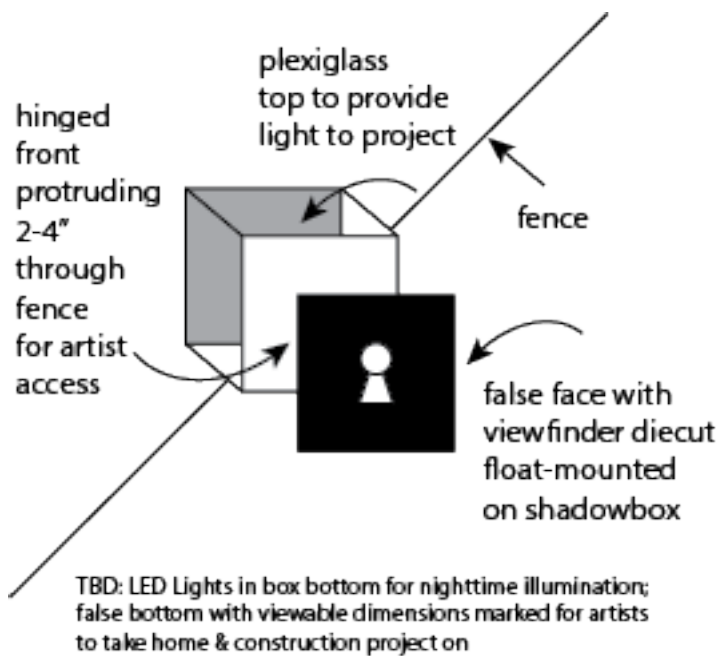 plexiglass
top to provide
light to project
hinged
front
protruding
2-4"
through
fence
for artist
access
fence
false face with
viewfinder diecut
float-mounted
on shadowbox
TBD: LED Lights in box bottom for nighttime illumination;
false bottom with viewable dimensions marked for artists
to take home & construction project on